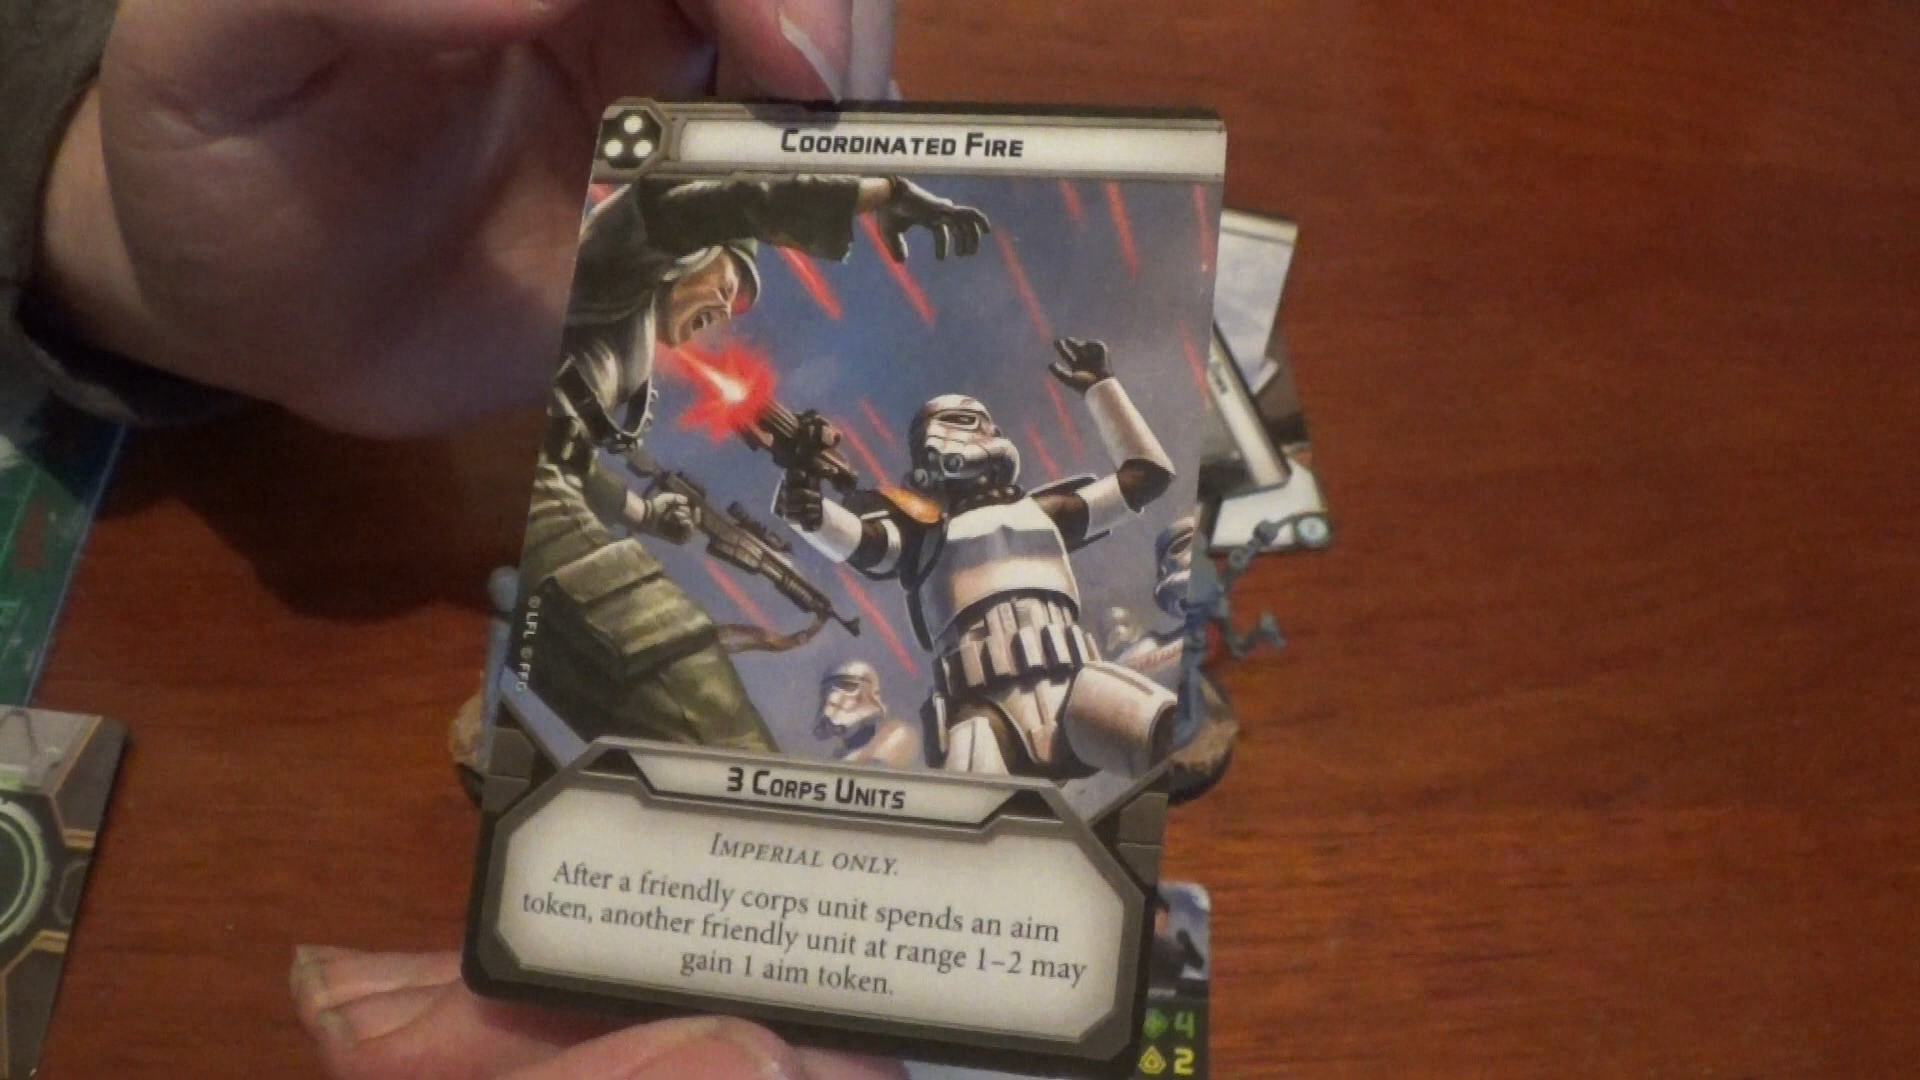 COORDINATED FIRE
© LFL © FFG
3 CORPS UNITS
IMPERIAL ONLY.
After a friendly corps unit spends an aim
token, another friendly unit at range 1–2 may
gain 1 aim token.
4
2